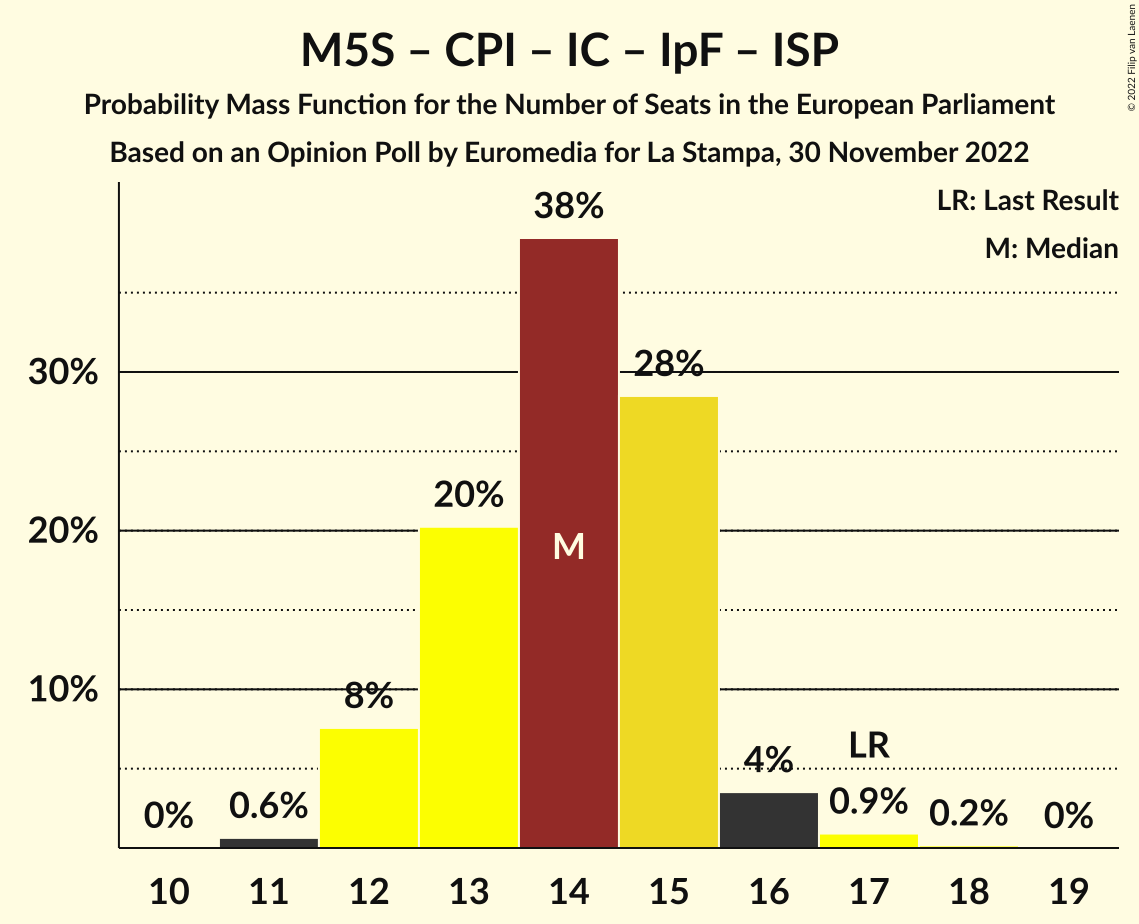 M5S – CPI – IC – IpF – ISP
Probability Mass Function for the Number of Seats in the European Parliament
Based on an Opinion Poll by Euromedia for La Stampa, 30 November 2022
© 2022 Filip van Laenen
LR: Last Result
M: Median
38%
30%
28%
20%
20%
M
10%
8%
LR
4%
0%
0.6%
0.9%
0.2%
0%
10 11 12 13 14 15 16 17 18 19